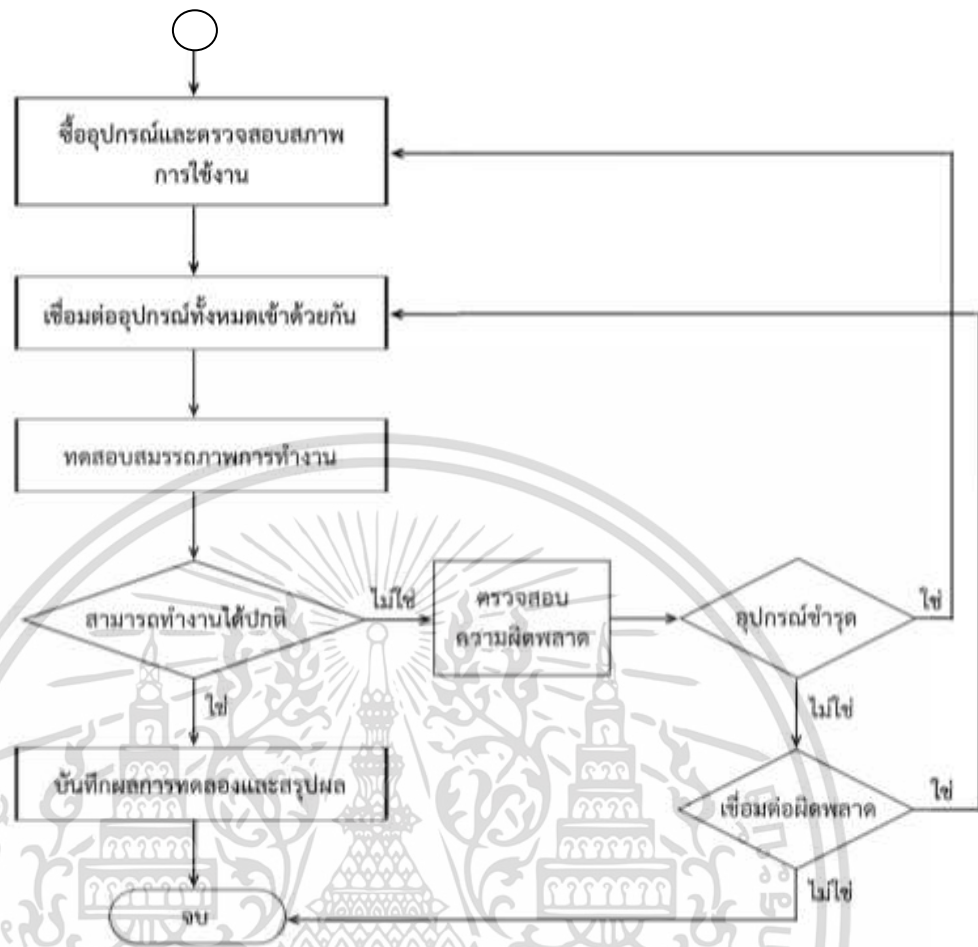 ซื้ออุปกรณ์และตรวจสอบสภาพ
การใช้งาน
เชื่อมต่ออุปกรณ์ทั้งหมดเข้าด้วยกัน
ทดสอบสมรรถภาพการทำงาน
สามารถทำงานได้ปกติ
ไม่ใช่
ตรวจสอบ
ความผิดพลาด
อุปกรณ์ชำรุด
ใช่
ใช่
ไม่ใช่
บันทึกผลการทดลองและสรุปผล
เชื่อมต่อผิดพลาด
ใช่
ไม่ใช่
จบ